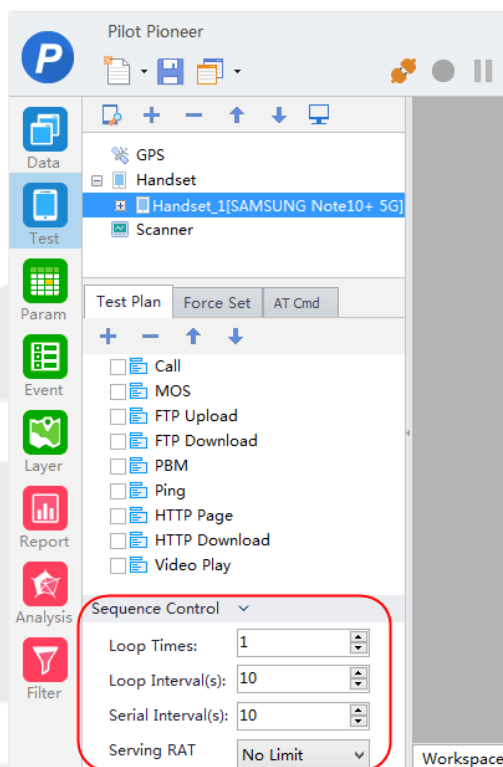 Pilot Pioneer
P
Data
Test
Param
Event
Layer
Report
Analysis
Filter
GPS
Handset
Handset_1[SAMSUNG Note10+ 5G]
Scanner
Test Plan
Force Set
AT Cmd
Call
MOS
FTP Upload
FTP Download
PBM
Ping
HTTP Page
HTTP Download
Video Play
Sequence Control
Loop Times: 1
Loop Interval(s): 10
Serial Interval(s): 10
Serving RAT No Limit
Workspace